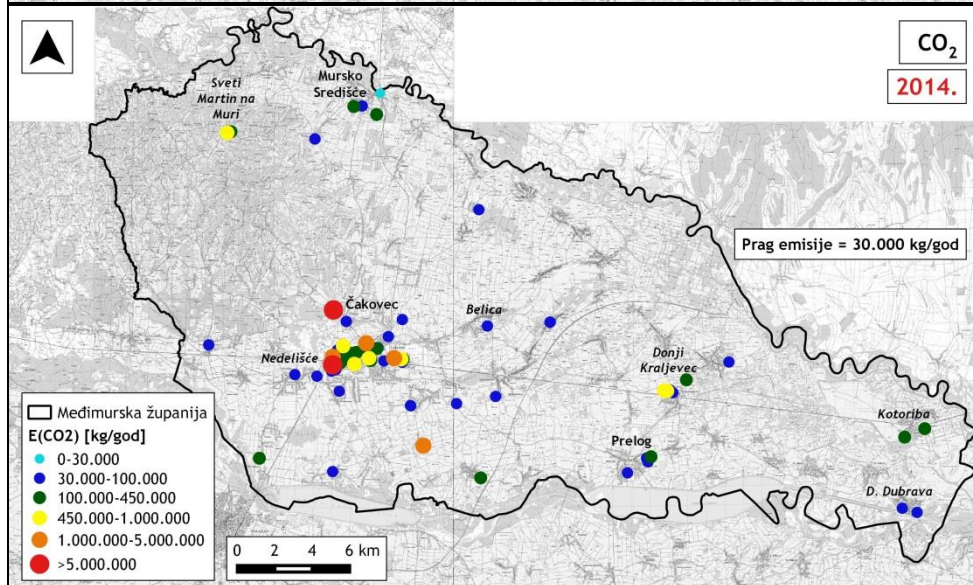 CO2
2014.
Sveti
Martin na
Muri
Mursko
Središće
Prag emisije = 30.000 kg/god
Čakovec
Belica
Nedelišće
Donji
Kraljevec
Kotoriba
Prelog
D. Dubrava
Međimurska županija
E(CO2) [kg/god]
0-30.000
30.000-100.000
100.000-450.000
450.000-1.000.000
1.000.000-5.000.000
>5.000.000
0 2 4 6 km